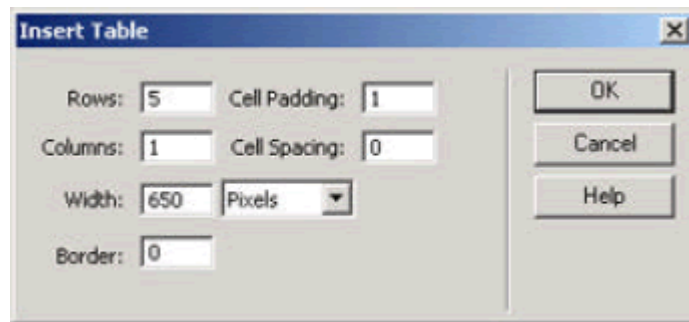 Insert Table
Rows: 5 Cell Padding: 1 OK
Columns: 1 Cell Spacing: 0 Cancel
Width: 650 Pixels Help
Border: 0